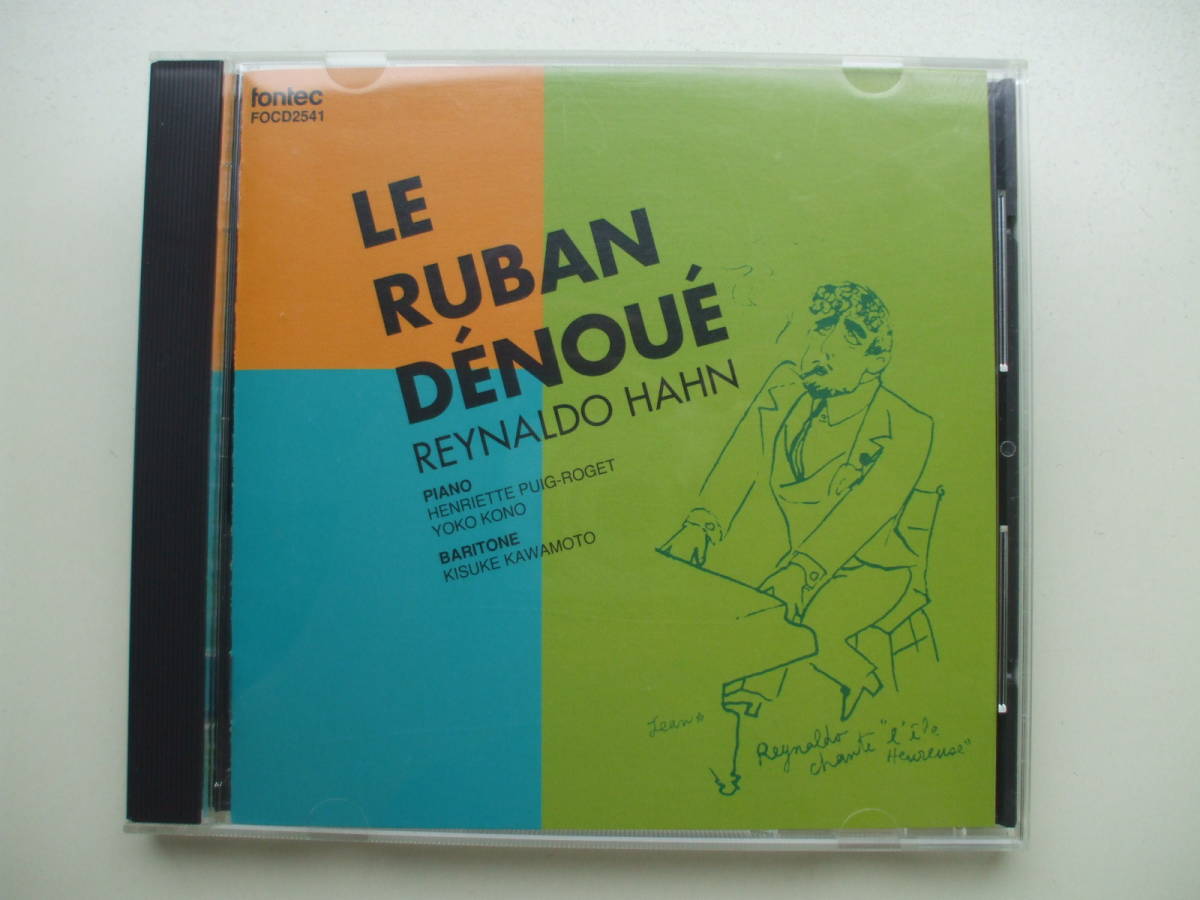 fontec
FOCD2541
LE
RUBAN
DÉNOUÉ
REYNALDO HAHN
PIANO
HENRIETTE PUIG-ROGET
YOKO KONO
BARITONE
KISUKE KAWAMOTO
Jean*
Reynaldo
chante "l'île
Heureuse"